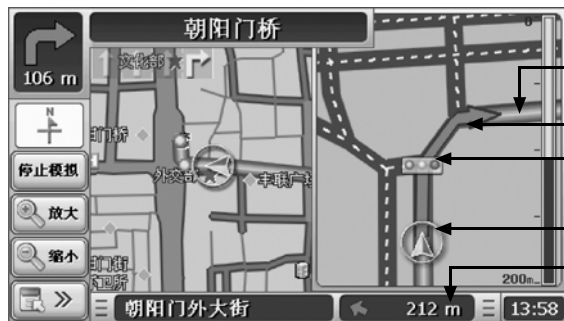 朝阳门桥
106 m
文化部
0
N
门桥
停止模拟
外交部
丰联广场
放大
缩小
门街
卫所
200m
朝阳门外大街
212 m
13:58